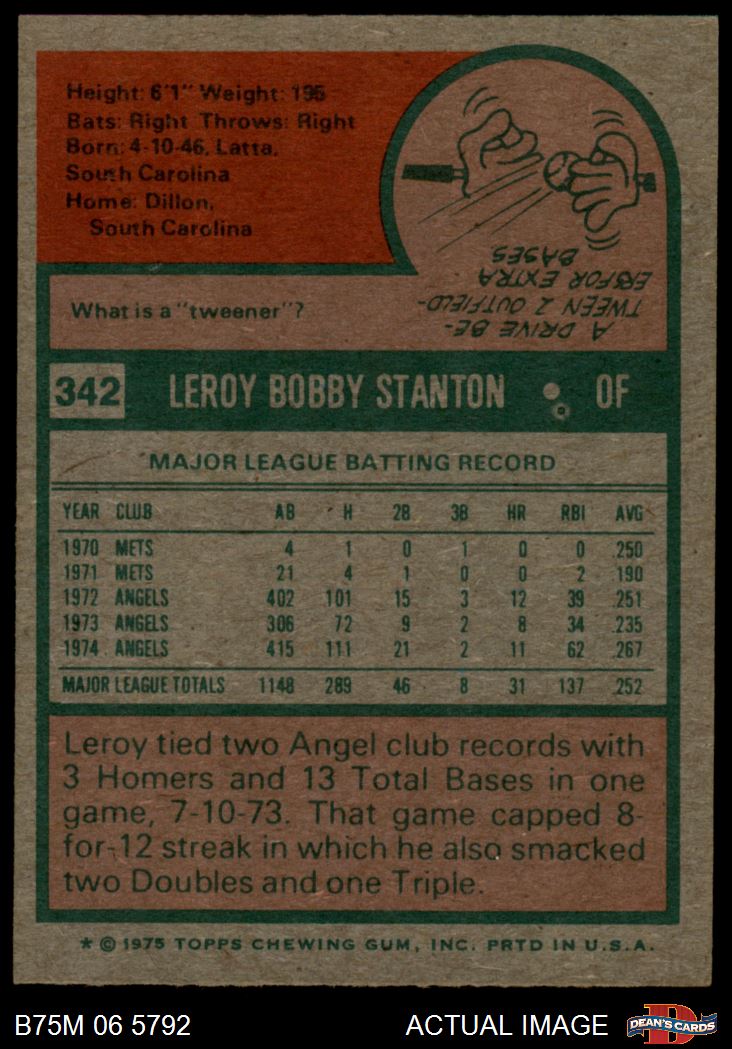 Height: 6'1" Weight: 195
Bats: Right Throws: Right
Born: 4-10-46, Latta,
South Carolina
Home: Dillon,
South Carolina
What is a "tweener"?
A DRIVE BE-
TWEEN 2 OUTFIELD-
ERS FOR EXTRA
BASES.
342 LEROY BOBBY STANTON OF
MAJOR LEAGUE BATTING RECORD
YEAR CLUB AB H 2B 3B HR RBI AVG
1970 METS 4 1 0 1 0 0 .250
1971 METS 21 4 1 0 0 2 .190
1972 ANGELS 402 101 15 3 12 39 .251
1973 ANGELS 306 72 9 2 8 34 .235
1974 ANGELS 415 111 21 2 11 62 .267
MAJOR LEAGUE TOTALS 1148 289 46 8 31 137 .252
Leroy tied two Angel club records with
3 Homers and 13 Total Bases in one
game, 7-10-73. That game capped 8-
for-12 streak in which he also smacked
two Doubles and one Triple.
* © 1975 TOPPS CHEWING GUM, INC. PRTD IN U.S.A.
B75M 06 5792 ACTUAL IMAGE DEAN'S CARDS